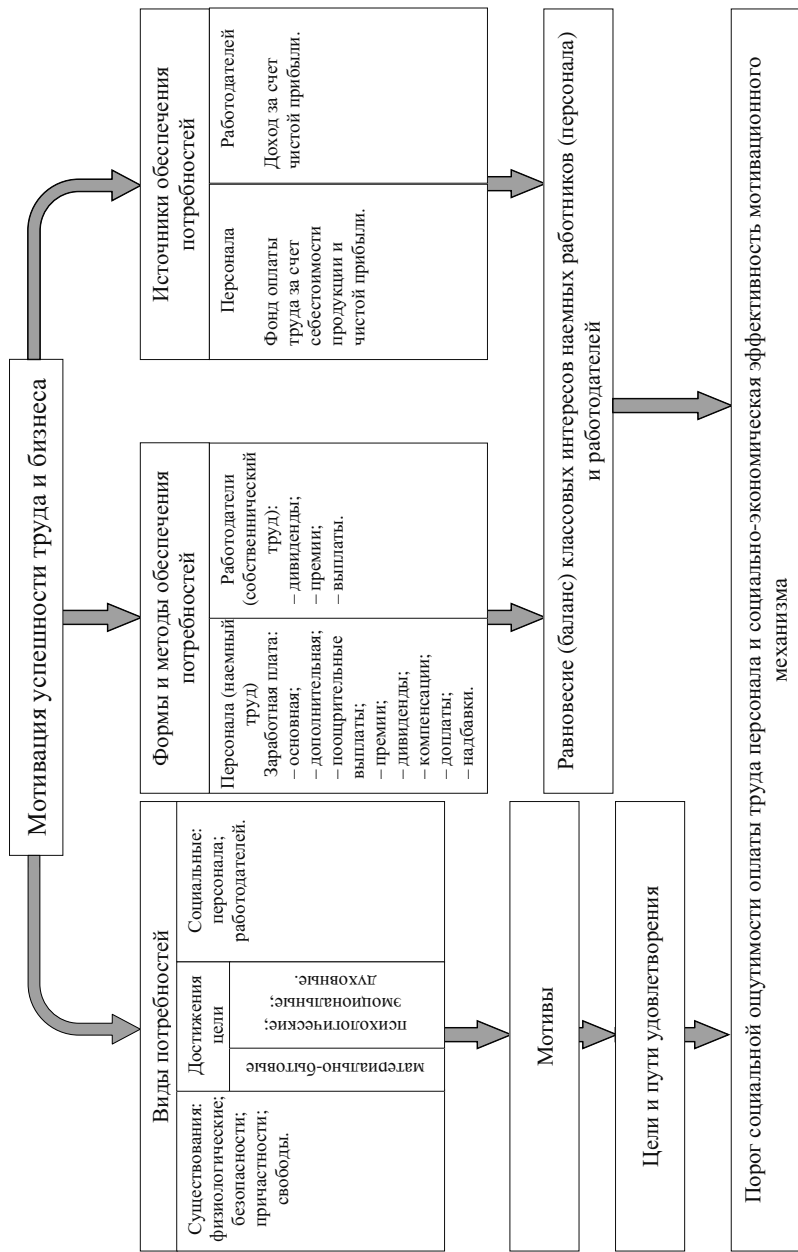 Мотивация успешности труда и бизнеса
Виды потребностей
Существования:
физиологические;
безопасности;
причастности;
свободы.
Достижения
цели
материально-бытовые
психологические;
эмоциональные;
духовные.
Социальные:
персонала;
работодателей.
Мотивы
Цели и пути удовлетворения
Формы и методы обеспечения
потребностей
Персонала (наемный
труд)
Заработная плата:
– основная;
– дополнительная;
– поощрительные
выплаты;
– премии;
– дивиденды;
– компенсации;
– доплаты;
– надбавки.
Работодатели
(собственнический
труд):
– дивиденды;
– премии;
– выплаты.
Источники обеспечения
потребностей
Персонала
Фонд оплаты
труда за счет
себестоимости
продукции и
чистой прибыли.
Работодателей
Доход за счет
чистой прибыли.
Равновесие (баланс) классовых интересов наемных работников (персонала)
и работодателей
Порог социальной ощутимости оплаты труда персонала и социально-экономическая эффективность мотивационного
механизма